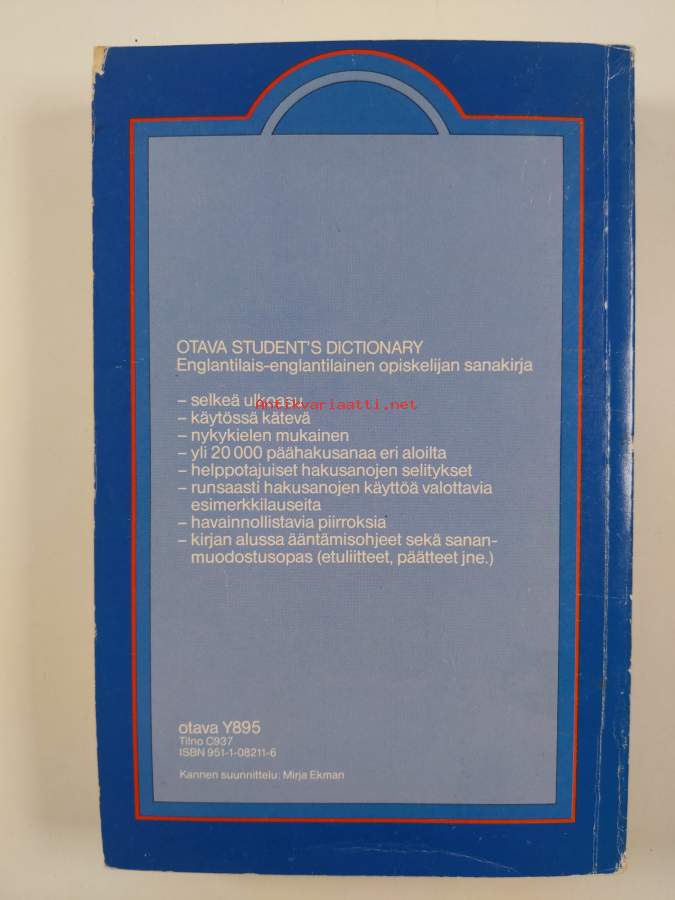 OTAVA STUDENT'S DICTIONARY
Englantilais-englantilainen opiskelijan sanakirja
– selkeä ulkoasu
Antikvariaatti.net
– käytössä kätevä
– nykykielen mukainen
– yli 20 000 päähakusanaa eri aloilta
– helppotajuiset hakusanojen selitykset
– runsaasti hakusanojen käyttöä valottavia
esimerkkilauseita
– havainnollistavia piirroksia
– kirjan alussa ääntämisohjeet sekä sanan-
muodostusopas (etuliitteet, päätteet jne.)
otava Y895
Tilno C937
ISBN 951-1-08211-6
Kannen suunnittelu: Mirja Ekman